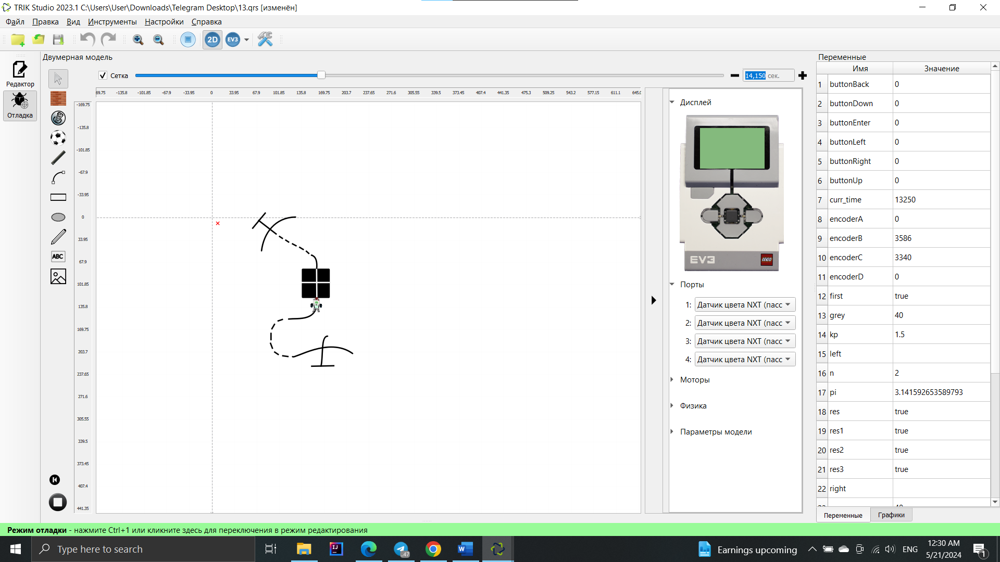 TRIK Studio 2023.1 C:\Users\User\Downloads\Telegram Desktop\13.qrs [изменён]
Файл Правка Вид Инструменты Настройки Справка
2D EV3
Двумерная модель
Редактор
Отладка
Сетка
14,150 сек.
69.75 -135.8 -101.85 -67.9 -33.95 0 33.95 67.9 101.85 135.8 169.75 203.7 237.65 271.6 305.55 339.5 373.45 407.4 441.35 475.3 509.25 543.2 577.15 611.1 645.0
-169.75
-135.8
-101.85
-67.9
-33.95
0
33.95
67.9
101.85
135.8
169.75
203.7
237.65
271.6
305.55
339.5
373.45
407.4
441.35
ABC
Дисплей
EV3
LEGO
Порты
1: Датчик цвета NXT (пасс
2: Датчик цвета NXT (пасс
3: Датчик цвета NXT (пасс
4: Датчик цвета NXT (пасс
Моторы
Физика
Параметры модели
Переменные
Имя Значение
1 buttonBack 0
2 buttonDown 0
3 buttonEnter 0
4 buttonLeft 0
5 buttonRight 0
6 buttonUp 0
7 curr_time 13250
8 encoderA 0
9 encoderB 3586
10 encoderC 3340
11 encoderD 0
12 first true
13 grey 40
14 kp 1.5
15 left
16 n 2
17 pi 3.141592653589793
18 res true
19 res1 true
20 res2 true
21 res3 true
22 right
Переменные Графики
Режим отладки - нажмите Ctrl+1 или кликните здесь для переключения в режим редактирования
Type here to search
IJ
47
W
Earnings upcoming
ENG
12:30 AM
5/21/2024
1